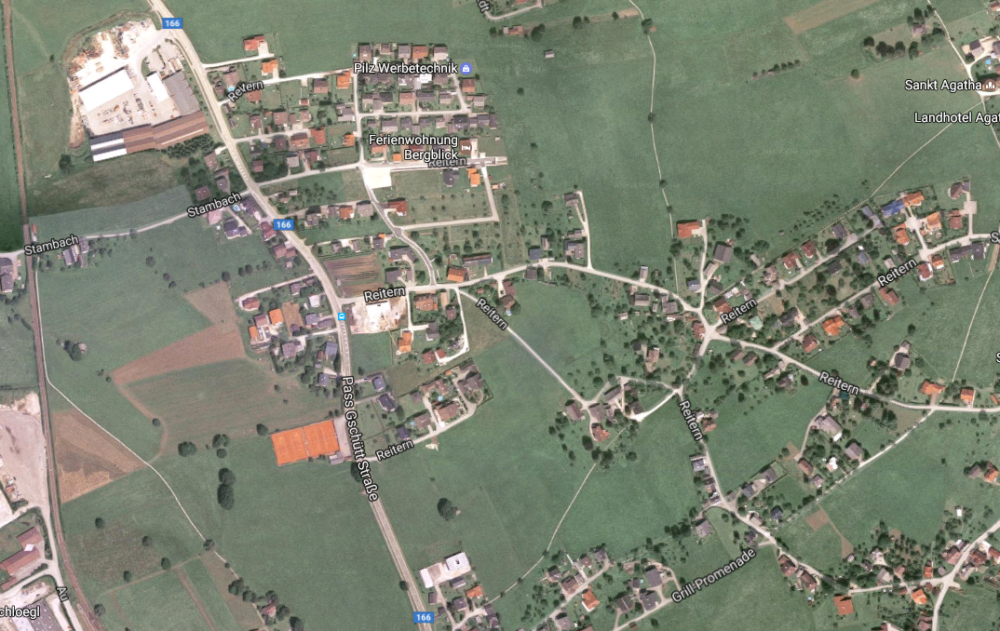 166
Pilz Werbetechnik
Sankt Agatha
Reitern
Landhotel Agat
Ferienwohnung
Bergblick
Reitern
Stambach
166
Stambach
Reitern
Reitern
Reitern
Reitern
Reitern
Pass Gschütt Straße
Reitern
Reitern
Grill-Promenade
Au
chloegl
166